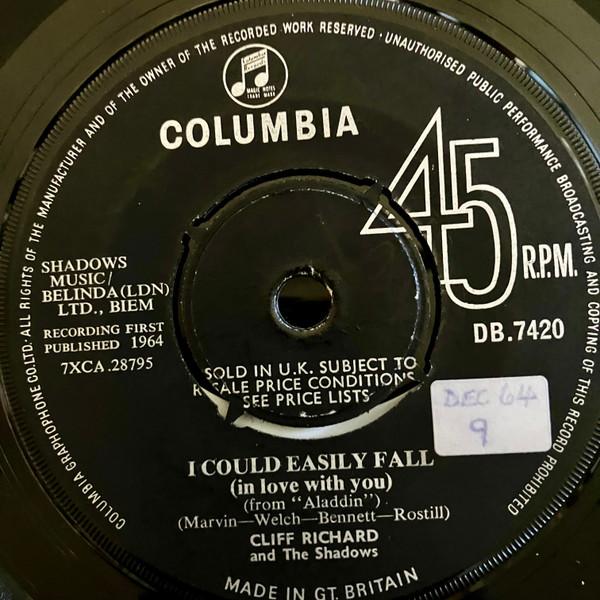 COLUMBIA GRAPHOPHONE CO.LTD· ALL RIGHTS OF THE MANUFACTURER AND OF THE OWNER OF THE RECORDED WORK RESERVED · UNAUTHORISED PUBLIC PERFORMANCE BROADCASTING AND COPYING OF THIS RECORD PROHIBITED
MAGIC NOTES
TRADE MARK
COLUMBIA
45
R.P.M.
DB.7420
SHADOWS
MUSIC/
BELINDA(LDN)
LTD., BIEM
RECORDING FIRST
PUBLISHED 1964
7XCA.28795
SOLD IN U.K. SUBJECT TO
RESALE PRICE CONDITIONS
SEE PRICE LISTS
DEC 64
9
I COULD EASILY FALL
(in love with you)
(from "Aladdin")
(Marvin—Welch—Bennett—Rostill)
CLIFF RICHARD
and The Shadows
MADE IN GT. BRITAIN